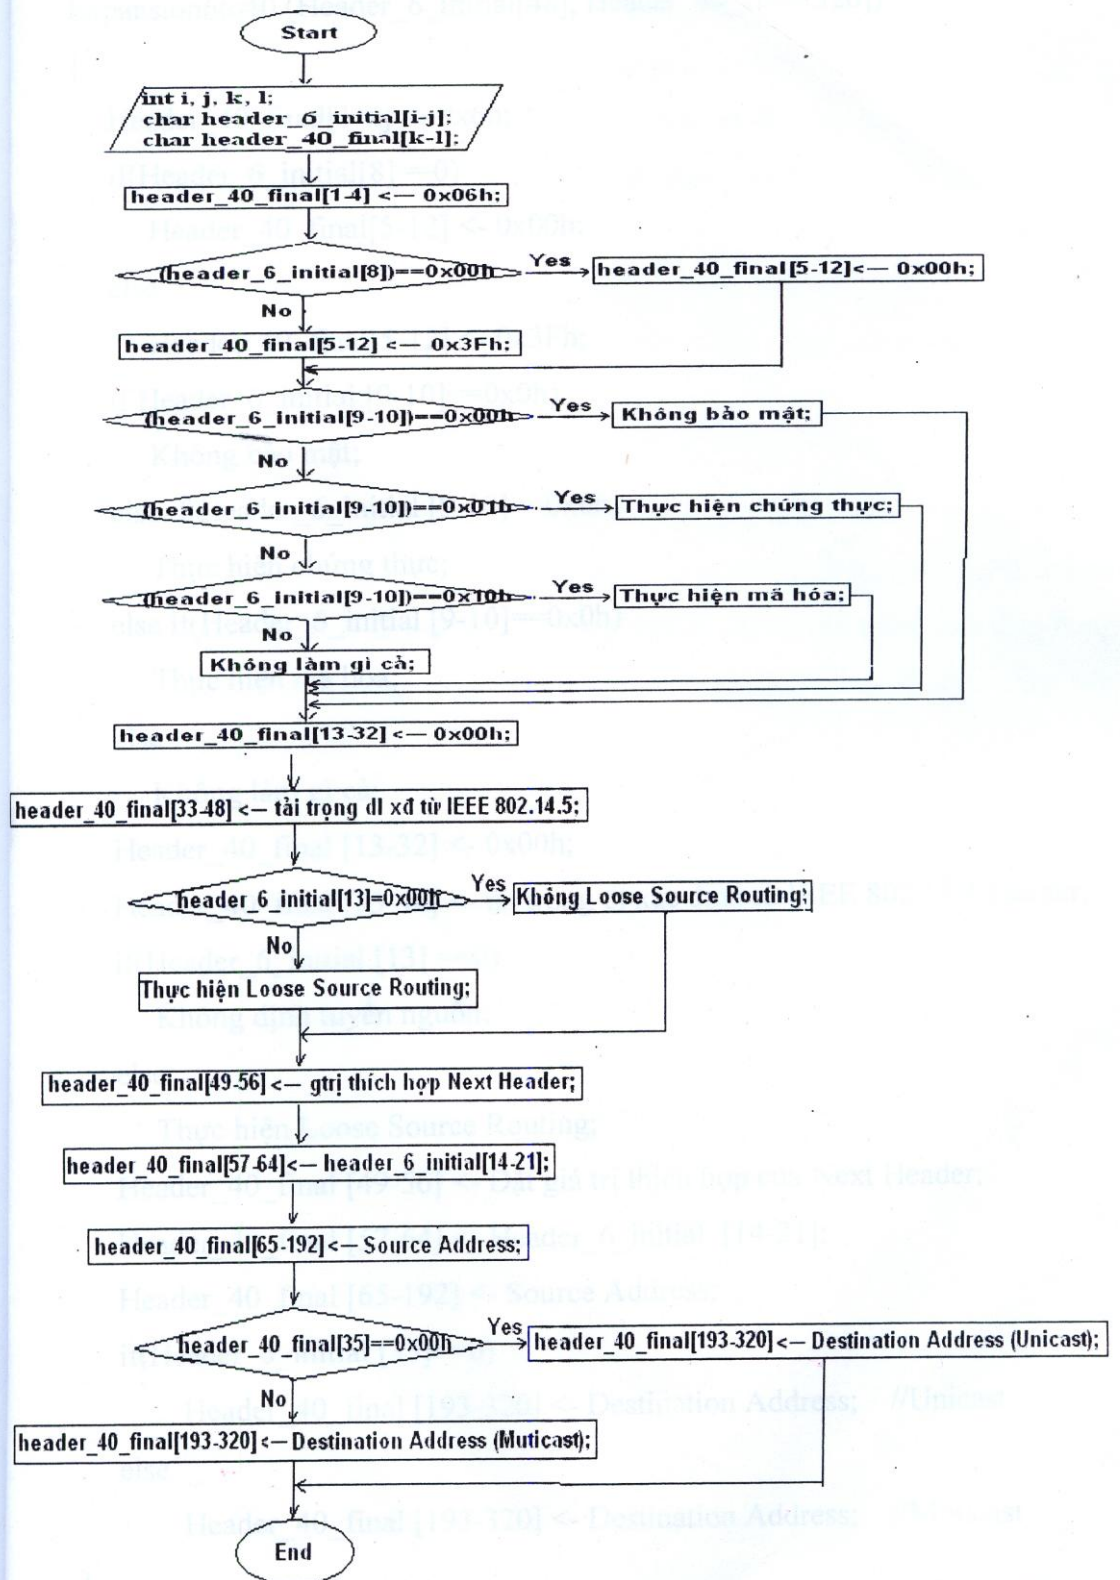 Start
int i, j, k, l;
char header_6_initial[i-j];
char header_40_final[k-l];
header_40_final[1-4] <-- 0x06h;
(header_6_initial[8])==0x00h
Yes
header_40_final[5-12]<-- 0x00h;
No
header_40_final[5-12] <-- 0x3Fh;
(header_6_initial[9-10])==0x00h
Yes
Không bảo mật;
No
(header_6_initial[9-10])==0x01h
Yes
Thực hiện chứng thực;
No
(header_6_initial[9-10])==0x10h
Yes
Thực hiện mã hóa;
No
Không làm gì cả;
header_40_final[13-32] <-- 0x00h;
header_40_final[33-48] <-- tải trọng dl xđ từ IEEE 802.14.5;
header_6_initial[13]=0x00h
Yes
Không Loose Source Routing;
No
Thực hiện Loose Source Routing;
header_40_final[49-56] <-- gtrị thích hợp Next Header;
header_40_final[57-64]<-- header_6_initial[14-21];
header_40_final[65-192] <-- Source Address;
header_40_final[35]==0x00h
Yes
header_40_final[193-320] <-- Destination Address (Unicast);
No
header_40_final[193-320] <-- Destination Address (Muticast);
End